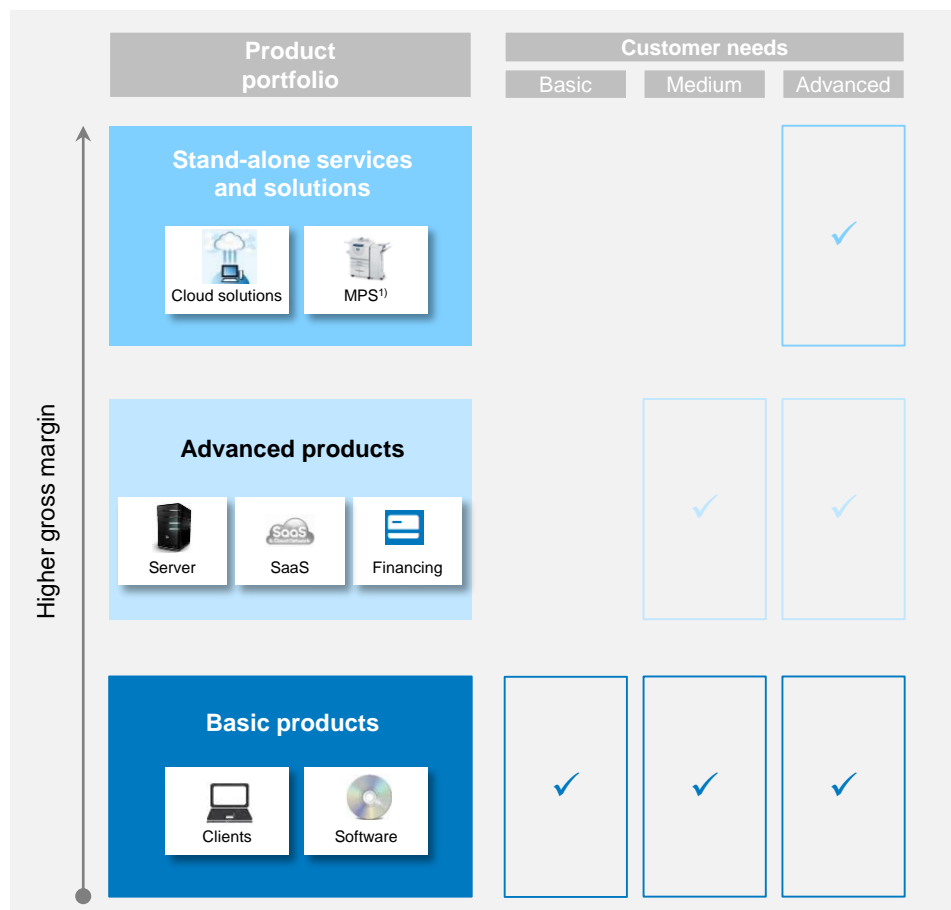 Product
portfolio
Customer needs
Basic
Medium
Advanced
Higher gross margin
Stand-alone services
and solutions
Cloud solutions
MPS1)
✓
Advanced products
SaaS
Server
SaaS
Financing
✓
✓
Basic products
Clients
Software
✓
✓
✓